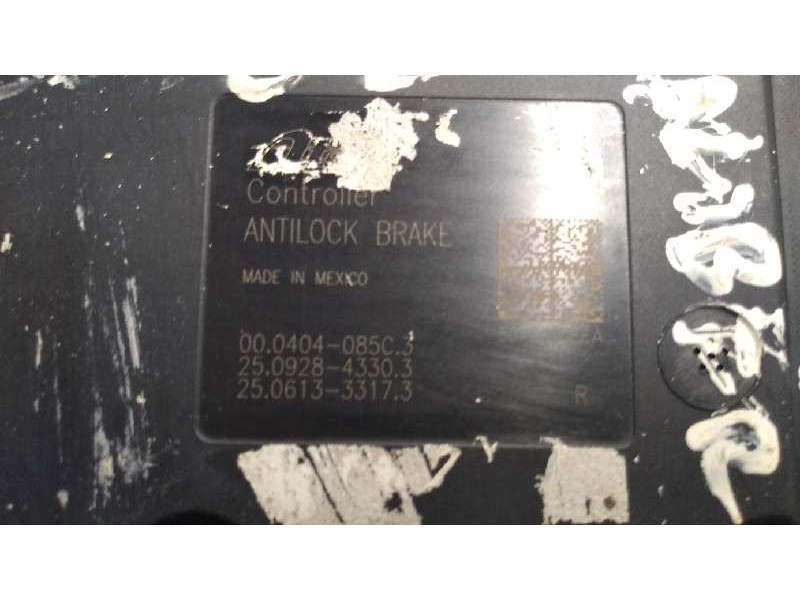 Controller
ANTILOCK BRAKE
MADE IN MEXICO
00.0404-085C.3
25.0928-4330.3
25.0613-3317.3
R